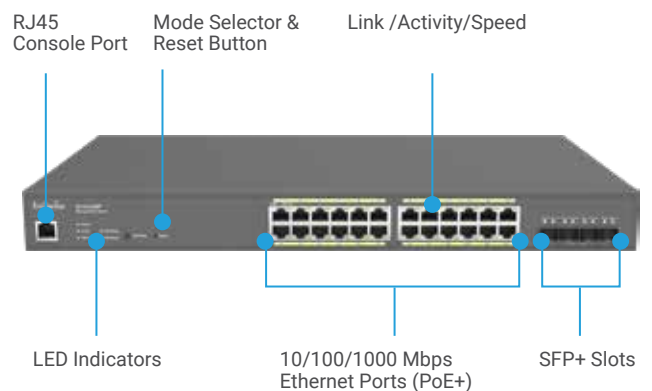 RJ45
Console Port
Mode Selector &
Reset Button
Link /Activity/Speed
LED Indicators
10/100/1000 Mbps
Ethernet Ports (PoE+)
SFP+ Slots